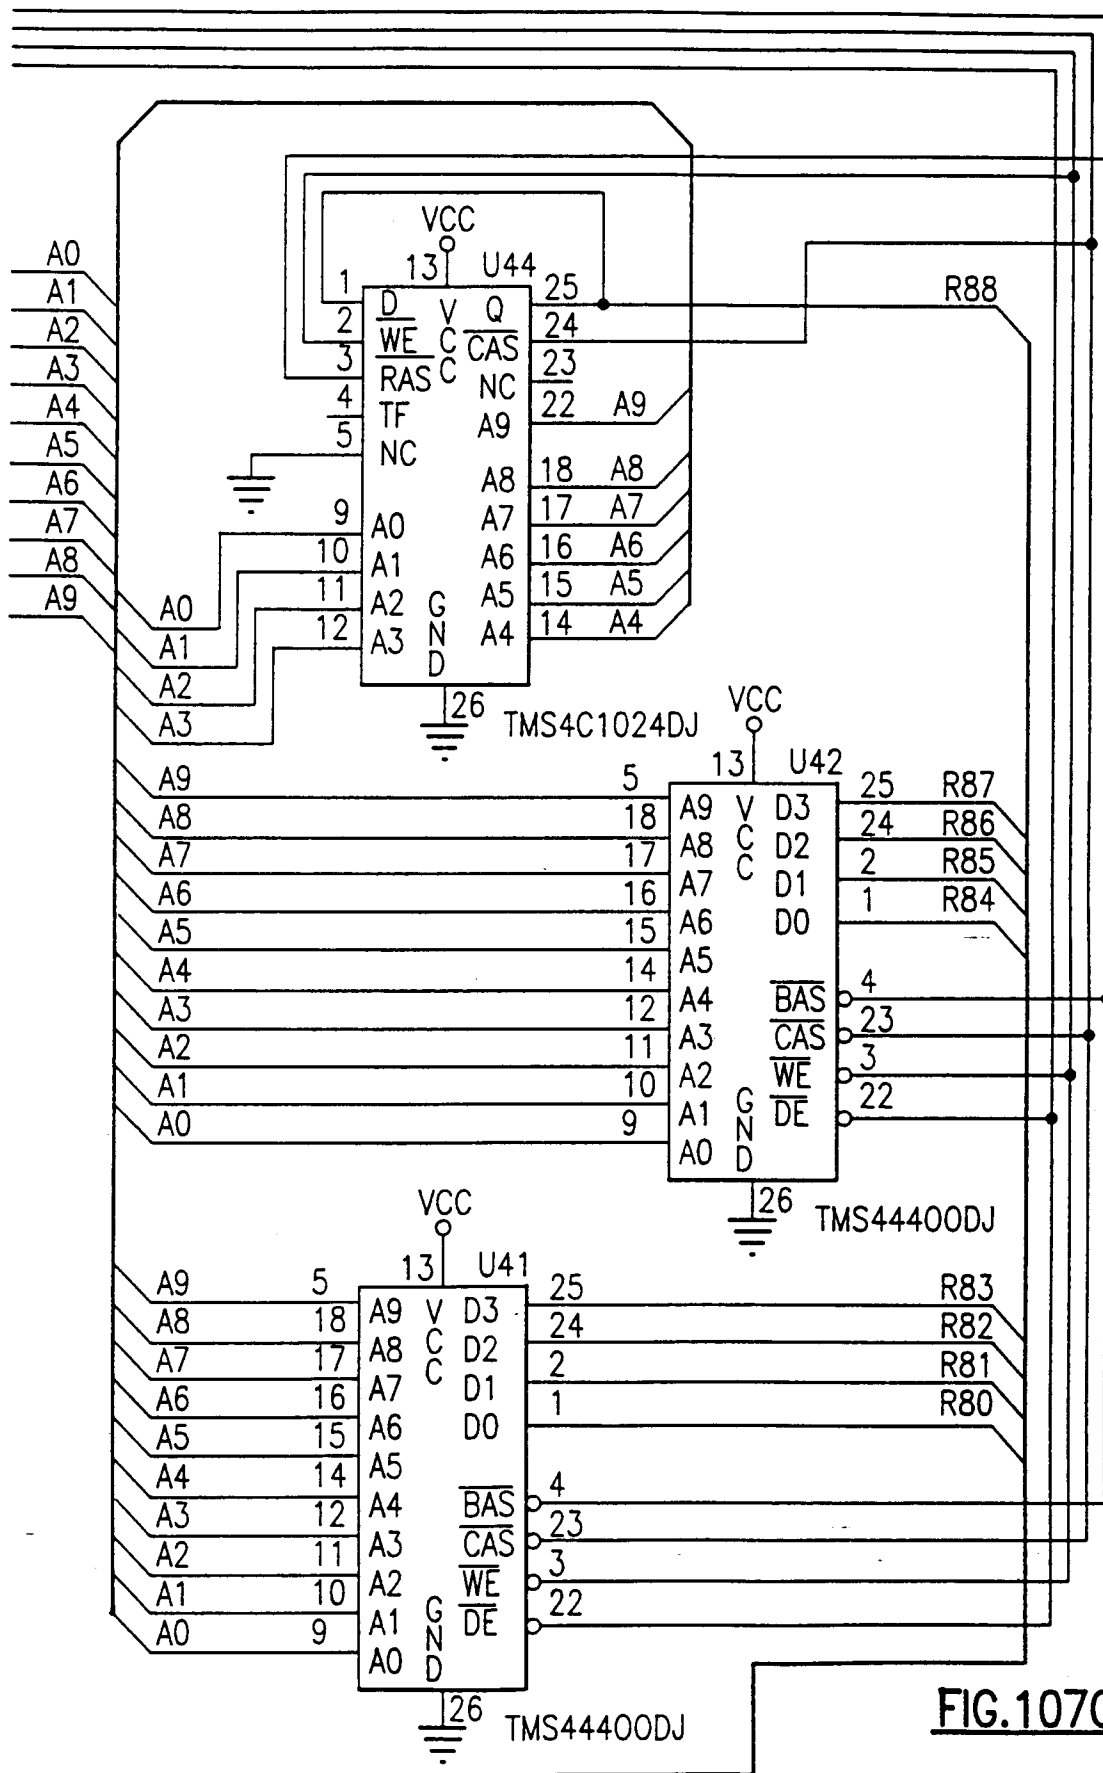 VCC
A0
A1
A2
A3
A4
A5
A6
A7
A8
A9
13 U44
1 D VCC Q 25 R88
2 WE CAS 24
3 RAS NC 23
4 TF A9 22 A9
5 NC
A8 18 A8
A7 17 A7
9 A0 A6 16 A6
10 A1 A5 15 A5
11 A2 GND A4 14 A4
12 A3
A0
A1
A2
A3
26 TMS4C1024DJ
VCC
13 U42
A9 5 A9 VCC D3 25 R87
A8 18 A8 D2 24 R86
A7 17 A7 D1 2 R85
A6 16 A6 D0 1 R84
A5 15 A5
A4 14 A4 BAS 4
A3 12 A3 CAS 23
A2 11 A2 WE 3
A1 10 A1 GND DE 22
A0 9 A0
26 TMS44400DJ
VCC
13 U41
A9 5 A9 VCC D3 25 R83
A8 18 A8 D2 24 R82
A7 17 A7 D1 2 R81
A6 16 A6 D0 1 R80
A5 15 A5
A4 14 A4 BAS 4
A3 12 A3 CAS 23
A2 11 A2 WE 3
A1 10 A1 GND DE 22
A0 9 A0
26 TMS44400DJ